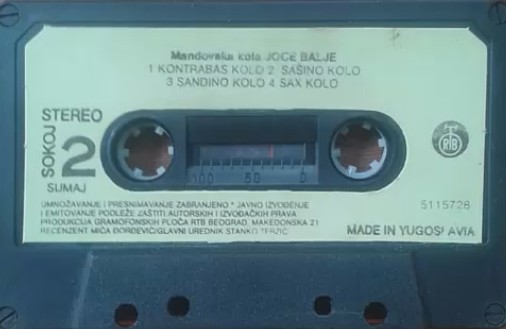 kola JOCE BALJE
1 KONTRABAS KOLO 2 SAŠINO KOLO
3 SANDINO KOLO 4 SAX KOLO
STEREO
SOKOJ
2
SUMAJ
RTB
100 50 0
5115728
UMNOŽAVANJE I PRESNIMAVANJE ZABRANJENO * JAVNO IZVOĐENJE
I EMITOVANJE PODLEŽE ZAŠTITI AUTORSKIH I IZVOĐAČKIH PRAVA
PRODUKCIJA GRAMOFONSKIH PLOČA RTB BEOGRAD, MAKEDONSKA 21
RECENZENT MIĆA ĐORĐEVIĆ/GLAVNI UREDNIK STANKO TERZIĆ
MADE IN YUGOSLAVIA